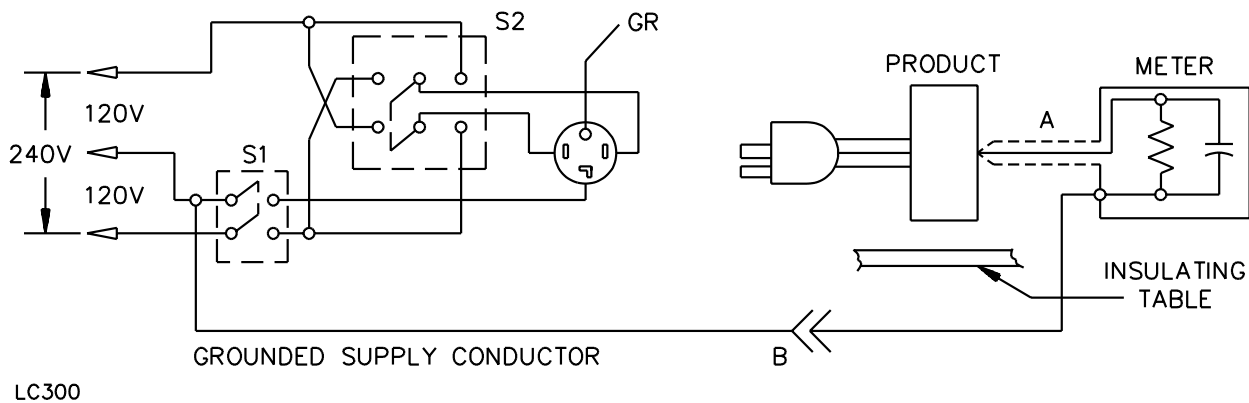 S2
GR
PRODUCT
METER
120V
A
240V
S1
120V
INSULATING
TABLE
GROUNDED SUPPLY CONDUCTOR
B
LC300